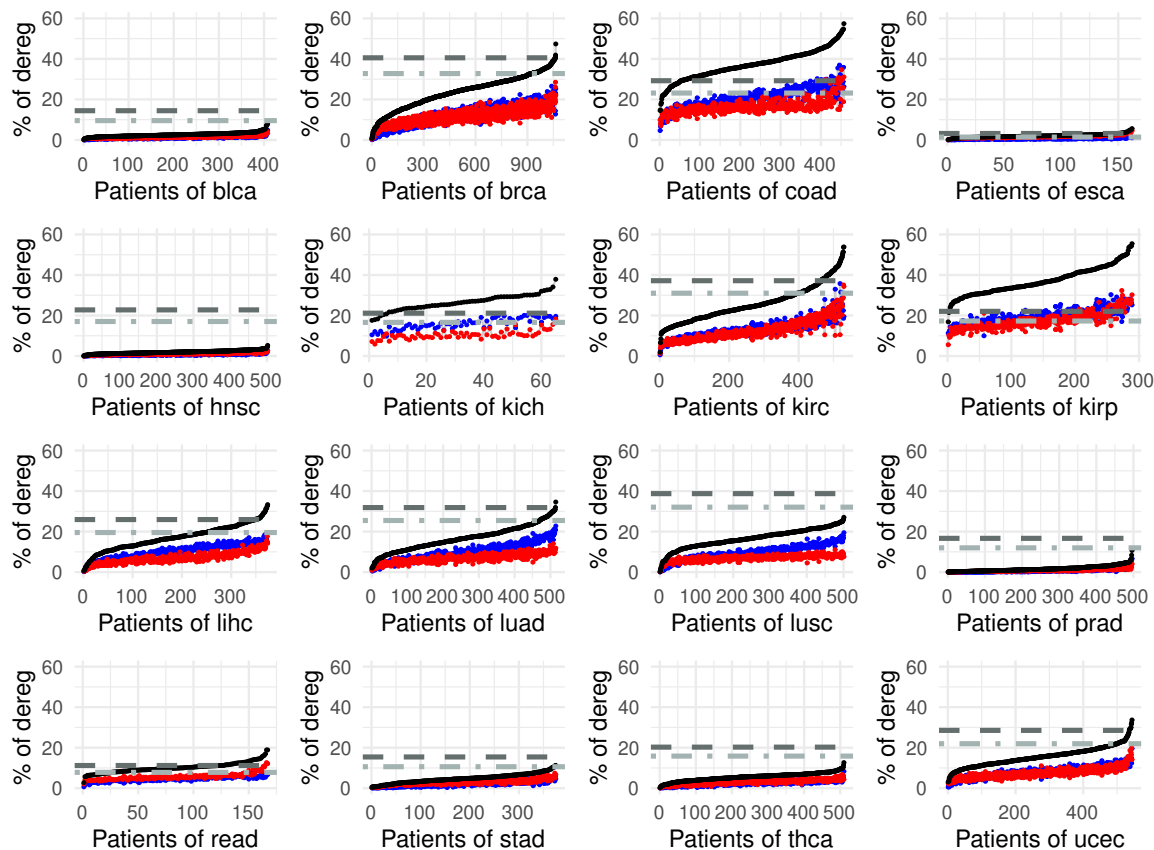 60
40
20
0
% of dereg
0 100 200 300 400
Patients of blca
60
40
20
0
% of dereg
0 300 600 900
Patients of brca
60
40
20
0
% of dereg
0 100 200 300 400
Patients of coad
60
40
20
0
% of dereg
0 50 100 150
Patients of esca
60
40
20
0
% of dereg
0 100 200 300 400 500
Patients of hnsc
60
40
20
0
% of dereg
0 20 40 60
Patients of kich
60
40
20
0
% of dereg
0 200 400
Patients of kirc
60
40
20
0
% of dereg
0 100 200 300
Patients of kirp
60
40
20
0
% of dereg
0 100 200 300
Patients of lihc
60
40
20
0
% of dereg
0 100 200 300 400 500
Patients of luad
60
40
20
0
% of dereg
0 100 200 300 400 500
Patients of lusc
60
40
20
0
% of dereg
0 100 200 300 400 500
Patients of prad
60
40
20
0
% of dereg
0 50 100 150
Patients of read
60
40
20
0
% of dereg
0 100 200 300
Patients of stad
60
40
20
0
% of dereg
0 100 200 300 400 500
Patients of thca
60
40
20
0
% of dereg
0 200 400
Patients of ucec